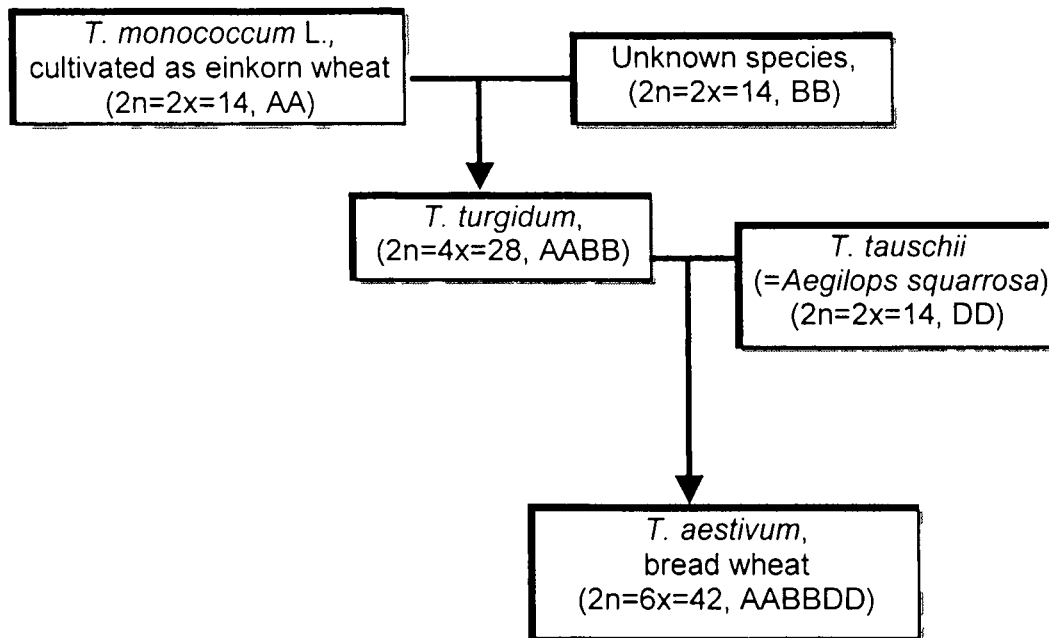 T. monococcum L.,
cultivated as einkorn wheat
(2n=2x=14, AA)
Unknown species,
(2n=2x=14, BB)
T. turgidum,
(2n=4x=28, AABB)
T. tauschii
(=Aegilops squarrosa)
(2n=2x=14, DD)
T. aestivum,
bread wheat
(2n=6x=42, AABBDD)